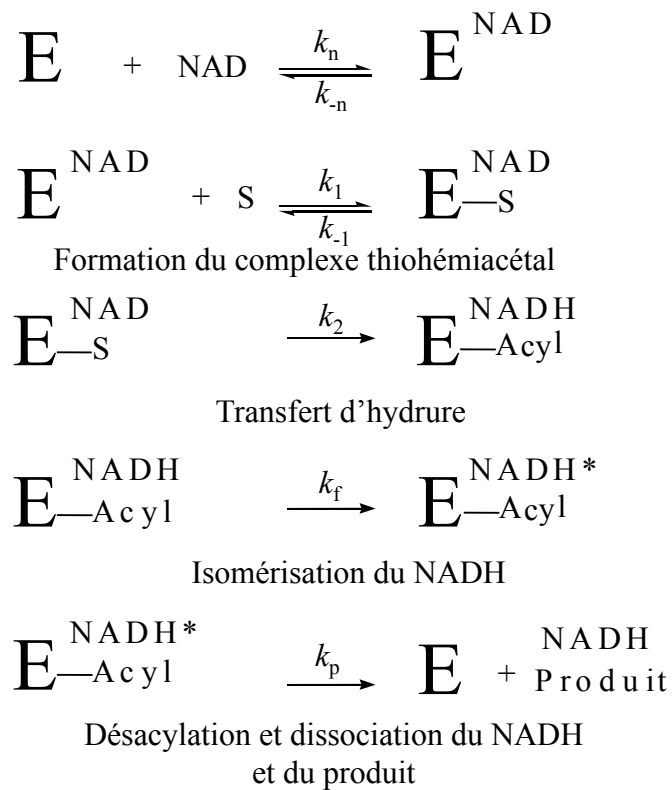 E + NAD ⇌ E NAD
k_n
k_-n
E NAD + S ⇌ E—S NAD
k_1
k_-1
Formation du complexe thiohémiacétal
E—S NAD → E—Acyl NADH
k_2
Transfert d’hydrure
E—Acyl NADH → E—Acyl NADH*
k_f
Isomérisation du NADH
E—Acyl NADH* → E + NADH Produit
k_p
Désacylation et dissociation du NADH
et du produit